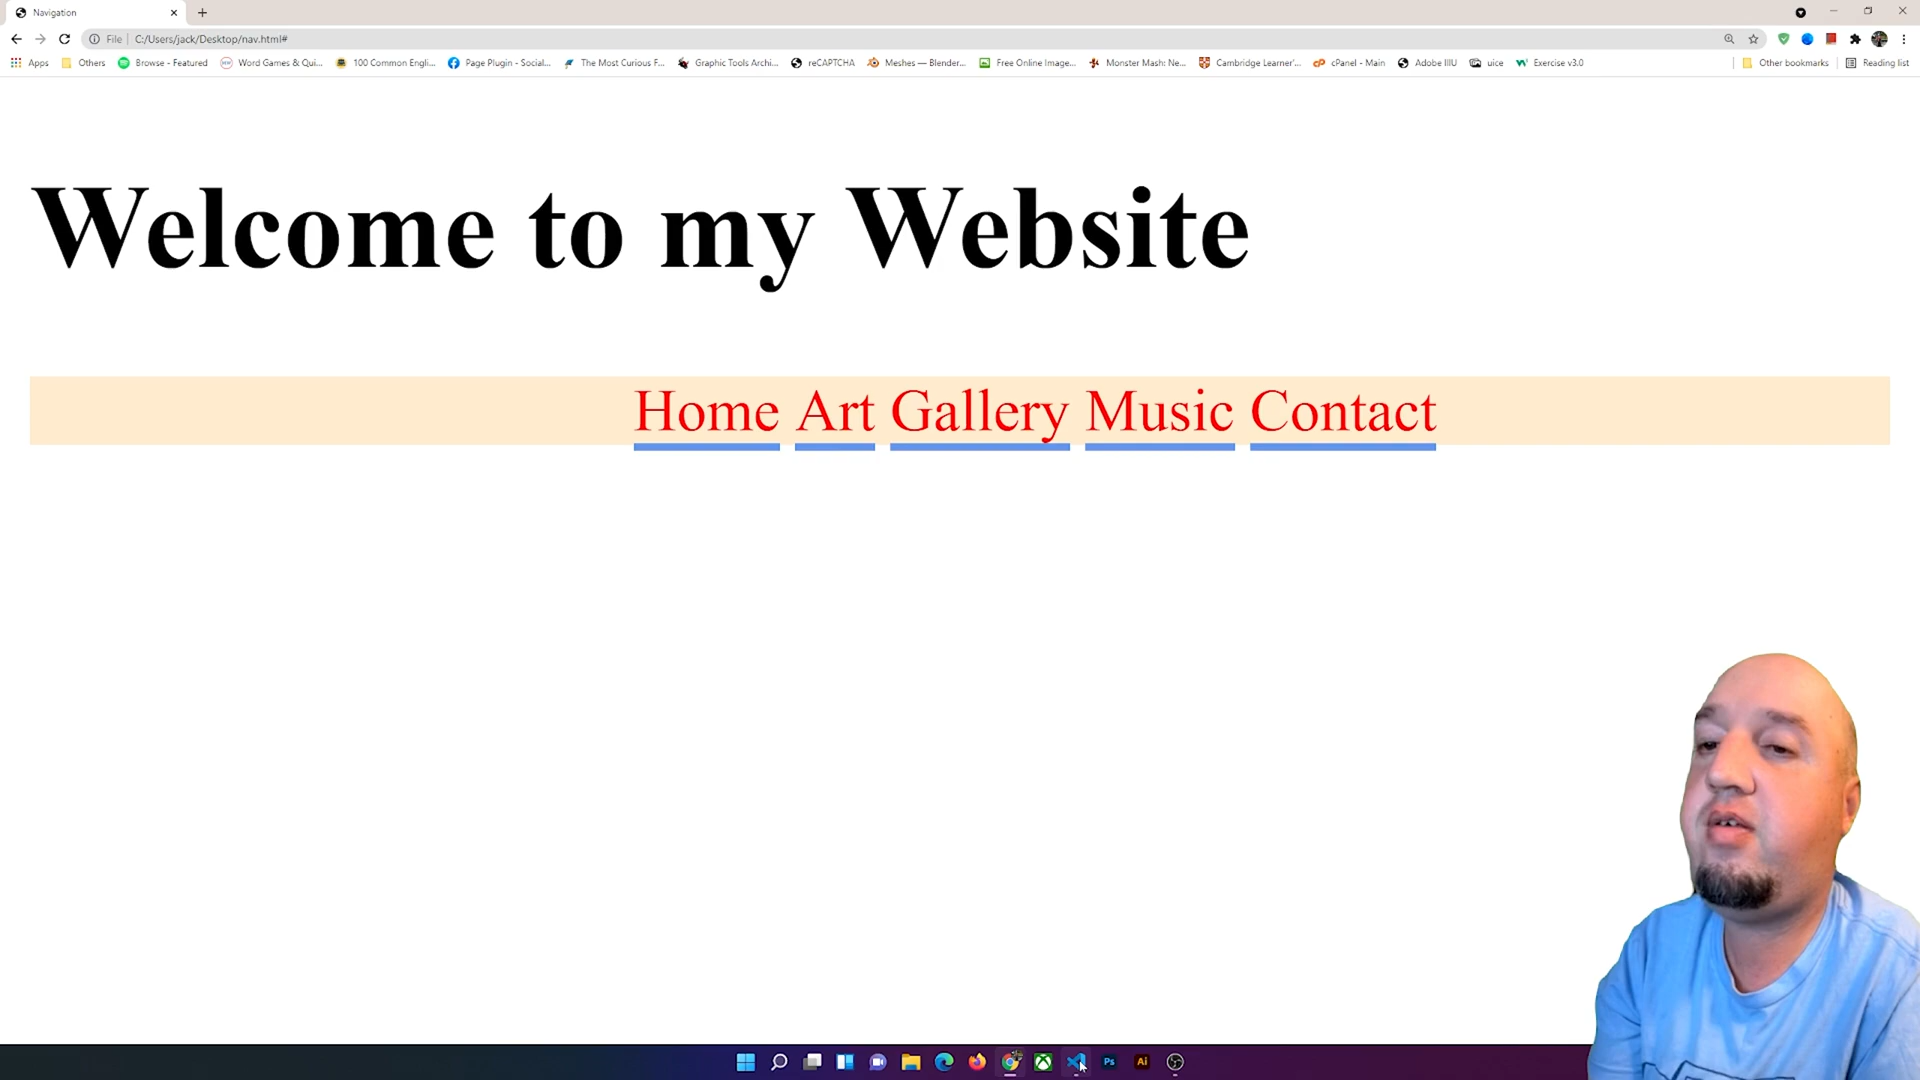 Navigation
File C:/Users/jack/Desktop/nav.html#
Apps Others Browse - Featured Word Games & Qui... 100 Common Engli... Page Plugin - Social... The Most Curious F... Graphic Tools Archi... reCAPTCHA Meshes — Blender... Free Online Image... Monster Mash: Ne... Cambridge Learner'... cPanel - Main Adobe IIIU uice Exercise v3.0 Other bookmarks Reading list
Welcome to my Website
Home Art Gallery Music Contact
Ps Ai